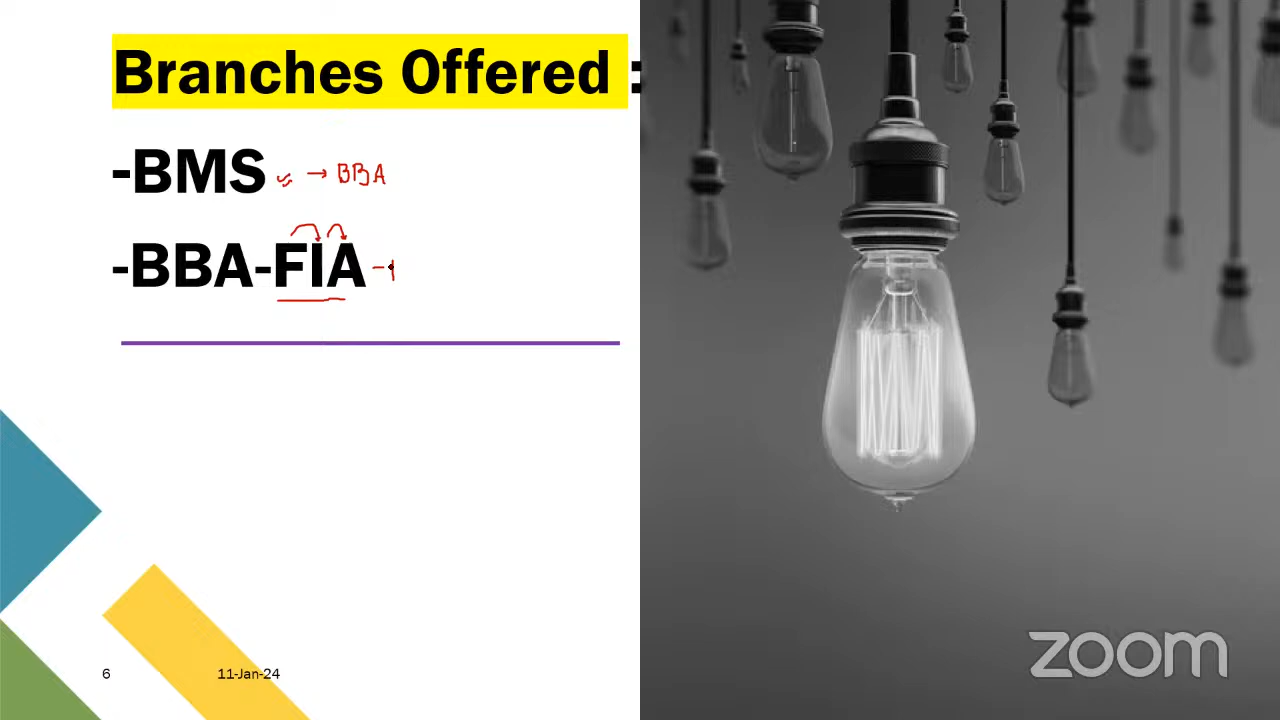 Branches Offered :
-BMS → BBA
-BBA-FIA
6 11-Jan-24
zoom